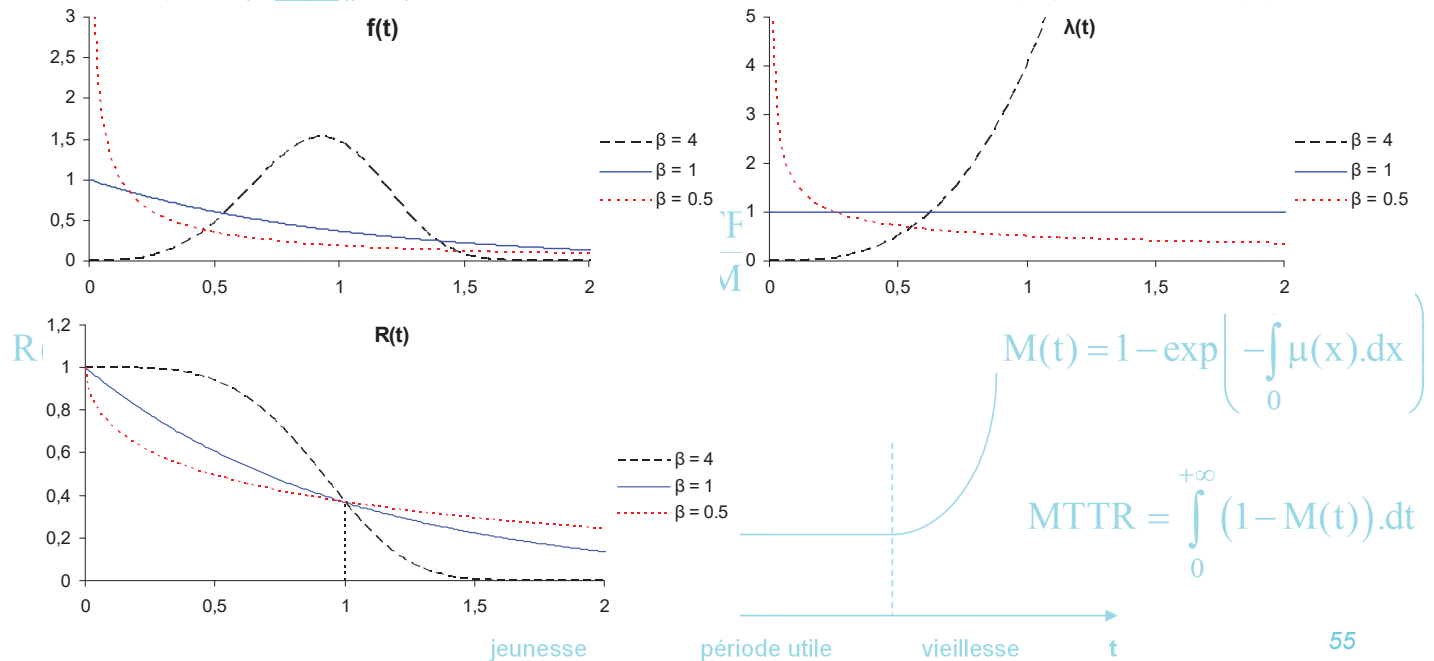 f(t)
3
2,5
2
1,5
1
0,5
0
0 0,5 1 1,5 2
β = 4
β = 1
β = 0.5
λ(t)
5
4
3
2
1
0
0 0,5 1 1,5 2
β = 4
β = 1
β = 0.5
M
R(t)
1,2
1
0,8
0,6
0,4
0,2
0
0 0,5 1 1,5 2
β = 4
β = 1
β = 0.5
R(
M(t) = 1 − exp( −∫ μ(x).dx )
0
+∞
MTTR = ∫ (1 − M(t)).dt
0
jeunesse période utile vieillesse t
55